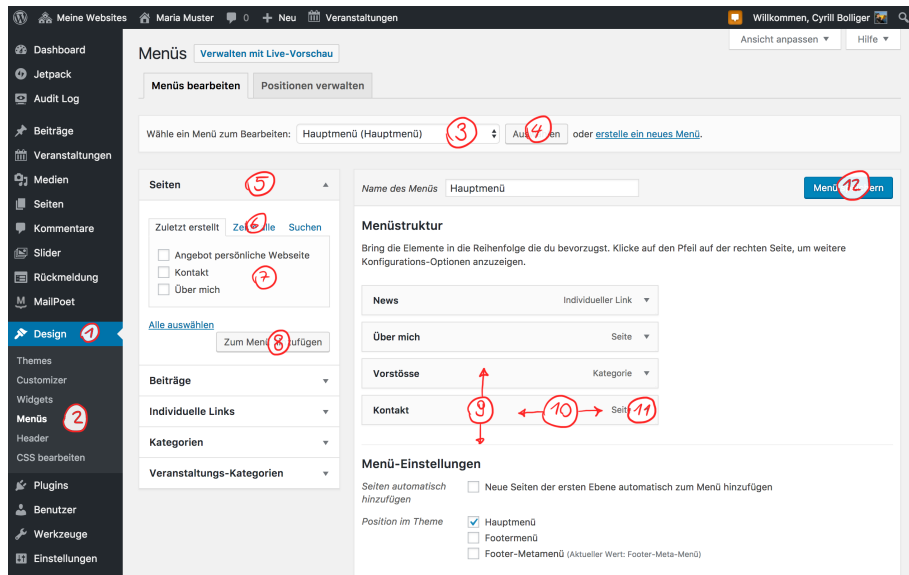 Meine Websites Maria Muster 0 + Neu Veranstaltungen Willkommen, Cyrill Bolliger
Ansicht anpassen ▼ Hilfe ▼
Dashboard
Jetpack
Audit Log
Beiträge
Veranstaltungen
Medien
Seiten
Kommentare
Slider
Rückmeldung
MailPoet
Design 1
Themes
Customizer
Widgets
Menüs 2
Header
CSS bearbeiten
Plugins
Benutzer
Werkzeuge
Einstellungen
Menüs Verwalten mit Live-Vorschau
Menüs bearbeiten Positionen verwalten
Wähle ein Menü zum Bearbeiten: Hauptmenü (Hauptmenü) 3 4 oder erstelle ein neues Menü.
Seiten 5
Zuletzt erstellt 6 Suchen
Angebot persönliche Webseite
Kontakt 7
Über mich
Alle auswählen
Zum Menü 8
Beiträge
Individuelle Links
Kategorien
Veranstaltungs-Kategorien
Name des Menüs Hauptmenü 12
Menüstruktur
Bring die Elemente in die Reihenfolge die du bevorzugst. Klicke auf den Pfeil auf der rechten Seite, um weitere
Konfigurations-Optionen anzuzeigen.
News Individueller Link ▼
Über mich Seite ▼
Vorstösse Kategorie ▼
Kontakt 9 10 Seite 11
Menü-Einstellungen
Seiten automatisch
hinzufügen
Neue Seiten der ersten Ebene automatisch zum Menü hinzufügen
Position im Theme
Hauptmenü
Footermenü
Footer-Metamenü (Aktueller Wert: Footer-Meta-Menü)